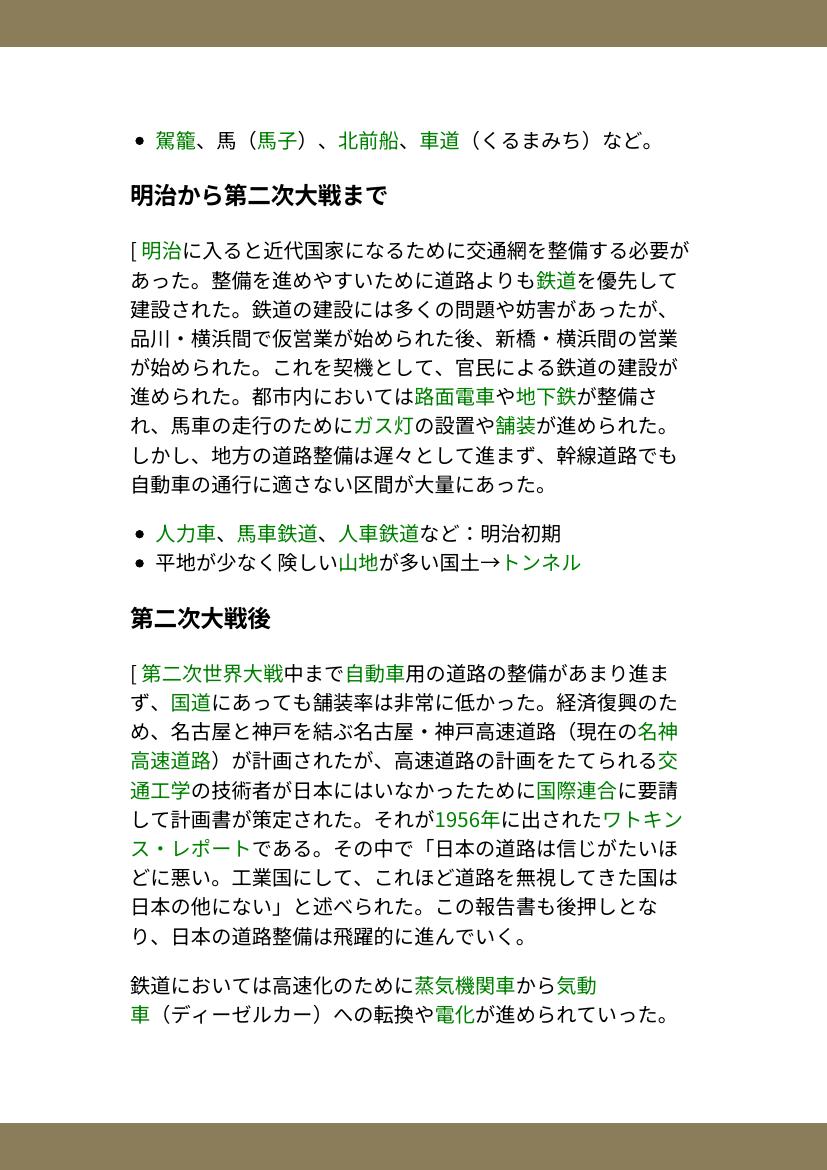 • 駕籠、馬（馬子）、北前船、車道（くるまみち）など。
明治から第二次大戦まで
[ 明治に入ると近代国家になるために交通網を整備する必要が
あった。整備を進めやすいために道路よりも鉄道を優先して
建設された。鉄道の建設には多くの問題や妨害があったが、
品川・横浜間で仮営業が始められた後、新橋・横浜間の営業
が始められた。これを契機として、官民による鉄道の建設が
進められた。都市内においては路面電車や地下鉄が整備さ
れ、馬車の走行のためにガス灯の設置や舗装が進められた。
しかし、地方の道路整備は遅々として進まず、幹線道路でも
自動車の通行に適さない区間が大量にあった。
• 人力車、馬車鉄道、人車鉄道など：明治初期
• 平地が少なく険しい山地が多い国土→トンネル
第二次大戦後
[ 第二次世界大戦中まで自動車用の道路の整備があまり進ま
ず、国道にあっても舗装率は非常に低かった。経済復興のた
め、名古屋と神戸を結ぶ名古屋・神戸高速道路（現在の名神
高速道路）が計画されたが、高速道路の計画をたてられる交
通工学の技術者が日本にはいなかったために国際連合に要請
して計画書が策定された。それが1956年に出されたワトキン
ス・レポートである。その中で「日本の道路は信じがたいほ
どに悪い。工業国にして、これほど道路を無視してきた国は
日本の他にない」と述べられた。この報告書も後押しとな
り、日本の道路整備は飛躍的に進んでいく。
鉄道においては高速化のために蒸気機関車から気動
車（ディーゼルカー）への転換や電化が進められていった。